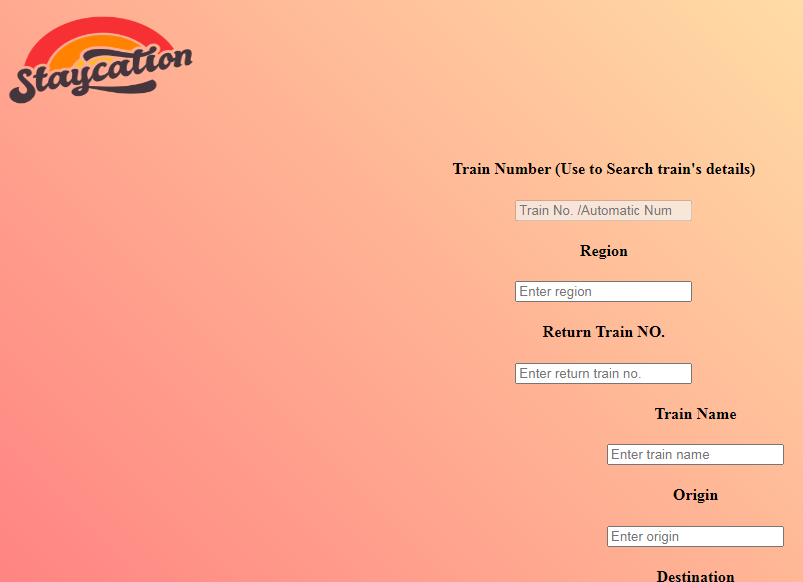 Staycation
Train Number (Use to Search train's details)
Train No. /Automatic Num
Region
Enter region
Return Train NO.
Enter return train no.
Train Name
Enter train name
Origin
Enter origin
Destination